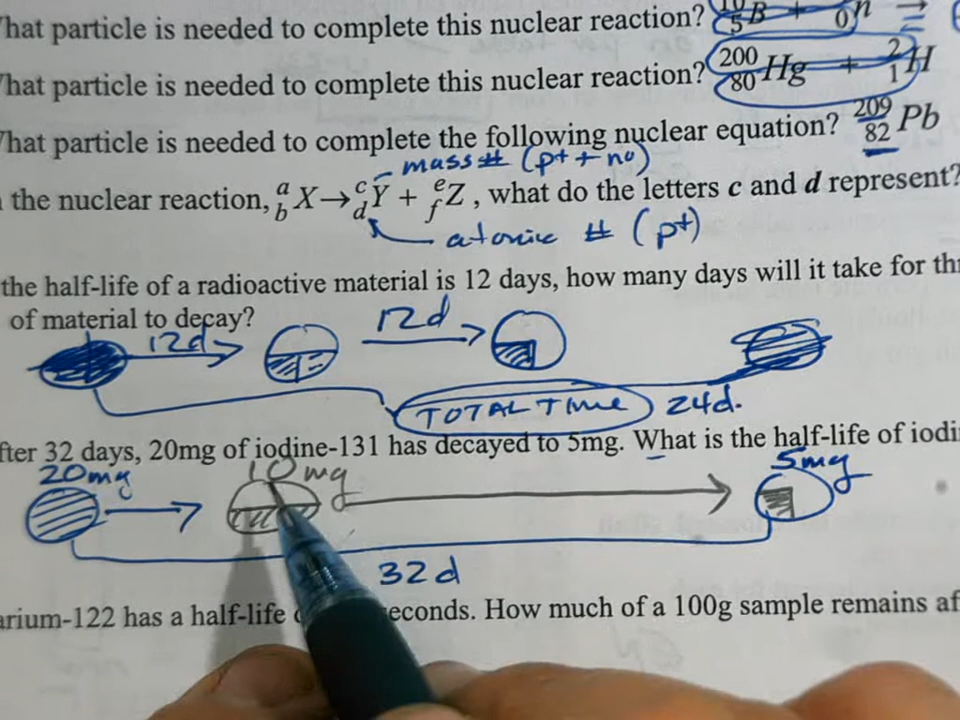 hat particle is needed to complete this nuclear reaction? 10 5 B + 0 n →
hat particle is needed to complete this nuclear reaction? 200 80 Hg + 2 1 H
hat particle is needed to complete the following nuclear equation? 209 82 Pb
mass # (p+ + n0)
the nuclear reaction, a b X → c d Y + e f Z , what do the letters c and d represent?
atomic # (p+)
the half-life of a radioactive material is 12 days, how many days will it take for th
of material to decay?
12d 12d
TOTAL TIME 24d.
fter 32 days, 20mg of iodine-131 has decayed to 5mg. What is the half-life of iodi
20mg 10mg 5mg
32d
arium-122 has a half-life econds. How much of a 100g sample remains af